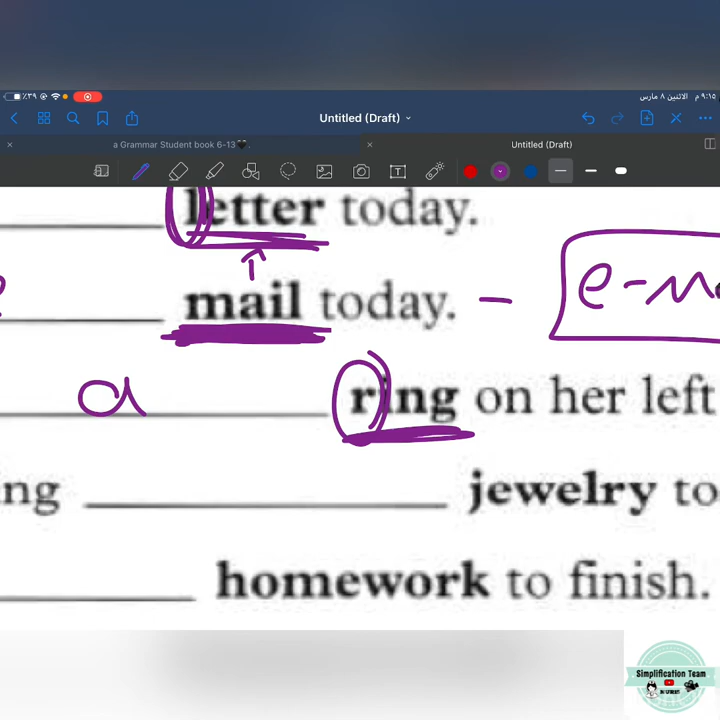 ٣٩٪ ٩:١٥ م الاثنين ٨ مارس
Untitled (Draft)
a Grammar Student book 6-13🖤. Untitled (Draft)
letter today.
mail today. – e-m
a ring on her left
ing jewelry to
homework to finish.
Simplification Team